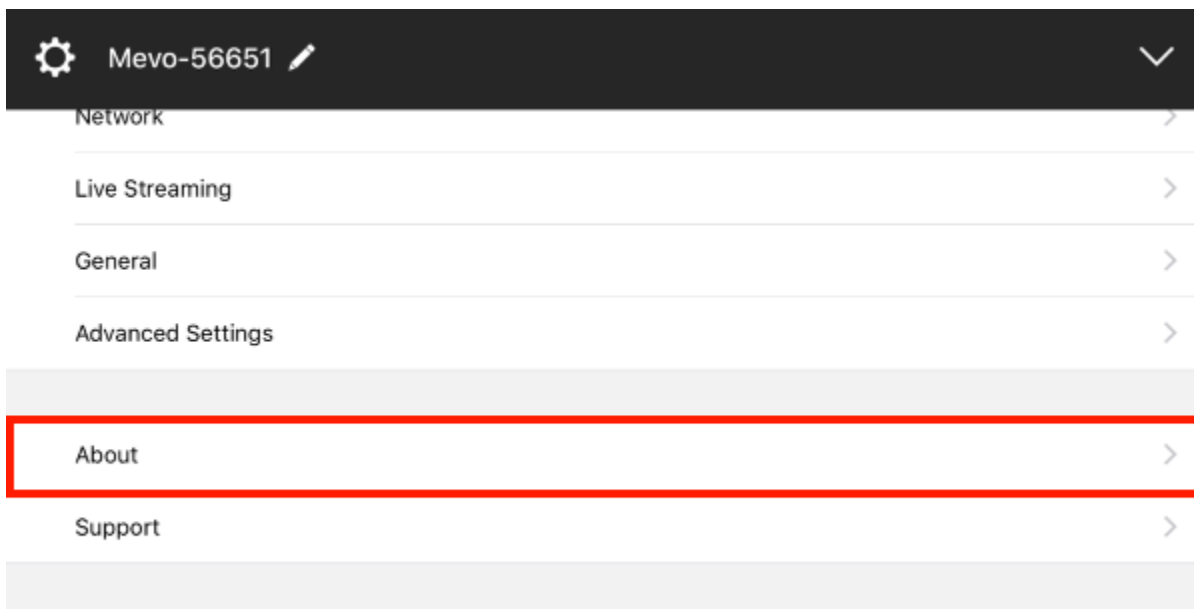 Mevo-56651
Network
Live Streaming
General
Advanced Settings
About
Support